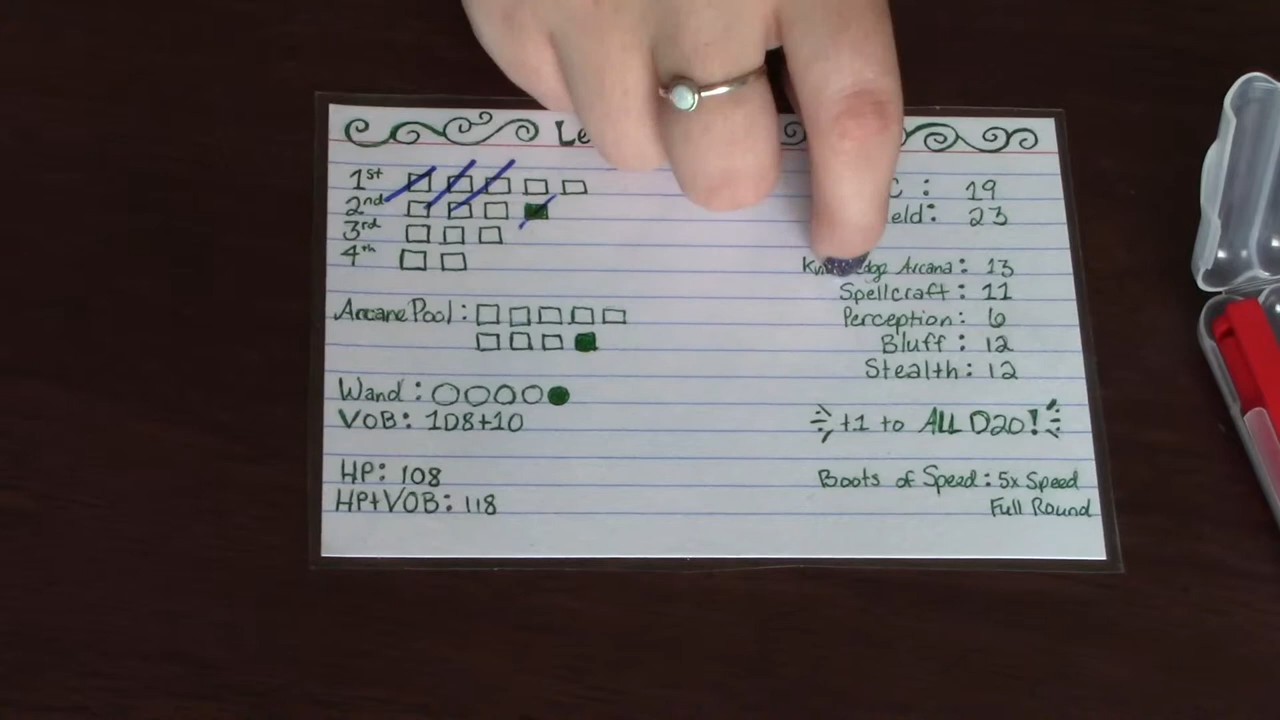 Le
1st
2nd
3rd
4th
Arcane Pool:
Wand:
VOB: 1D8+10
HP: 108
HP+VOB: 118
C: 19
eld: 23
Arcana: 13
Spellcraft: 11
Perception: 6
Bluff: 12
Stealth: 12
+1 to ALL D20!
Boots of Speed: 5x Speed
Full Round